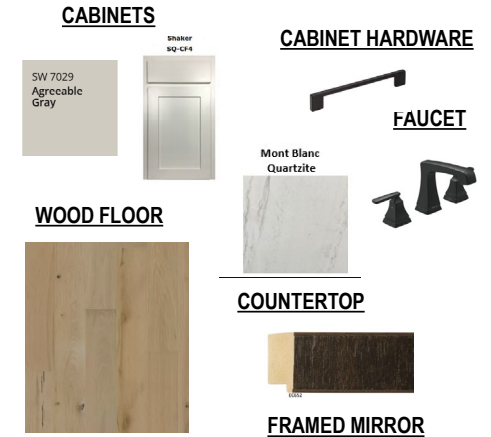 CABINETS
Shaker
SQ-CF4
SW 7029
Agreeable
Gray
CABINET HARDWARE
FAUCET
Mont Blanc
Quartzite
WOOD FLOOR
COUNTERTOP
FRAMED MIRROR